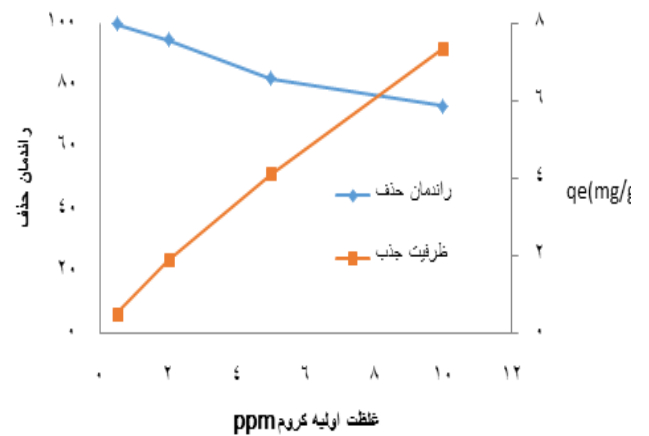 ۱۰۰
۸۰
۶۰
۴۰
۲۰
۰
راندمان حذف
۸
۶
۴
۲
۰
qe(mg/g
راندمان حذف
ظرفیت جذب
۰ ۲ ۴ ۶ ۸ ۱۰ ۱۲
غلظت اولیه کروم ppm